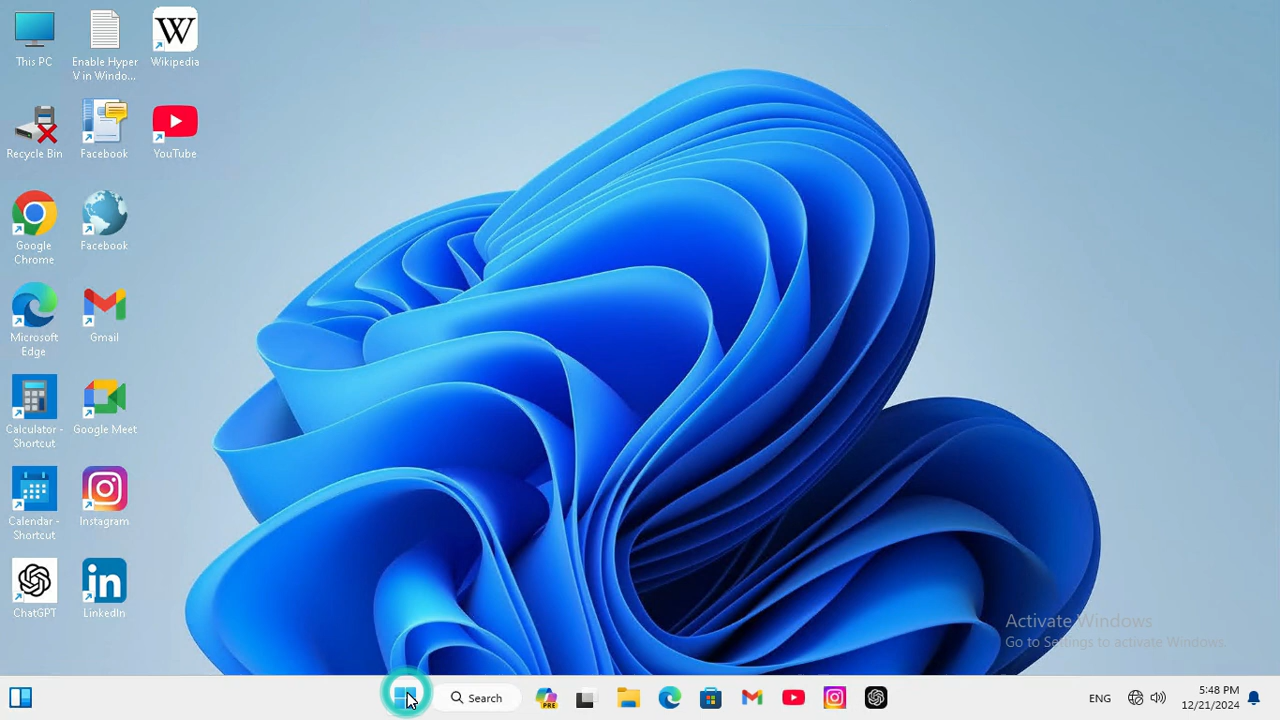 This PC
Enable Hyper
V in Windo...
W
Wikipedia
Recycle Bin
Facebook
YouTube
Google
Chrome
Facebook
Microsoft
Edge
Gmail
Calculator -
Shortcut
Google Meet
Calendar -
Shortcut
Instagram
ChatGPT
in
LinkedIn
Activate Windows
Go to Settings to activate Windows.
Search
PRE
ENG
5:48 PM
12/21/2024